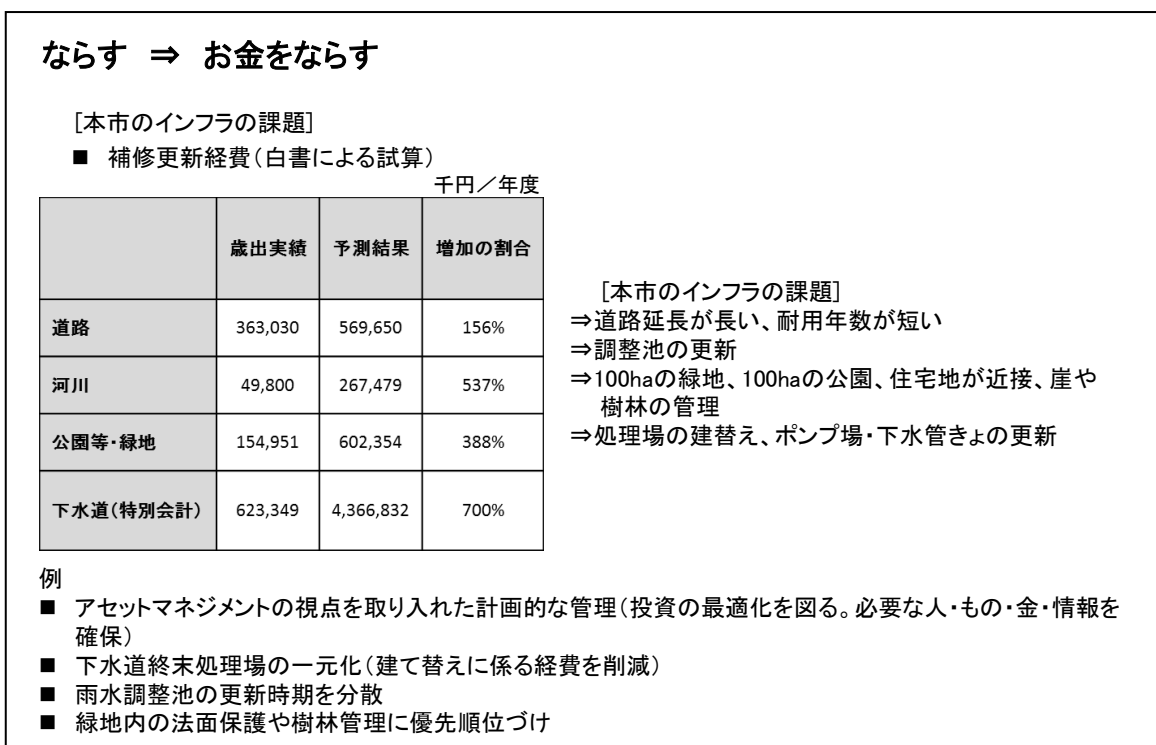 ならす ⇒ お金をならす
[本市のインフラの課題]
■ 補修更新経費(白書による試算)
千円/年度
歳出実績 予測結果 増加の割合
道路 363,030 569,650 156%
河川 49,800 267,479 537%
公園等・緑地 154,951 602,354 388%
下水道(特別会計) 623,349 4,366,832 700%
[本市のインフラの課題]
⇒道路延長が長い、耐用年数が短い
⇒調整池の更新
⇒100haの緑地、100haの公園、住宅地が近接、崖や
樹林の管理
⇒処理場の建替え、ポンプ場・下水管きょの更新
例
■ アセットマネジメントの視点を取り入れた計画的な管理(投資の最適化を図る。必要な人・もの・金・情報を
確保)
■ 下水道終末処理場の一元化(建て替えに係る経費を削減)
■ 雨水調整池の更新時期を分散
■ 緑地内の法面保護や樹林管理に優先順位づけ